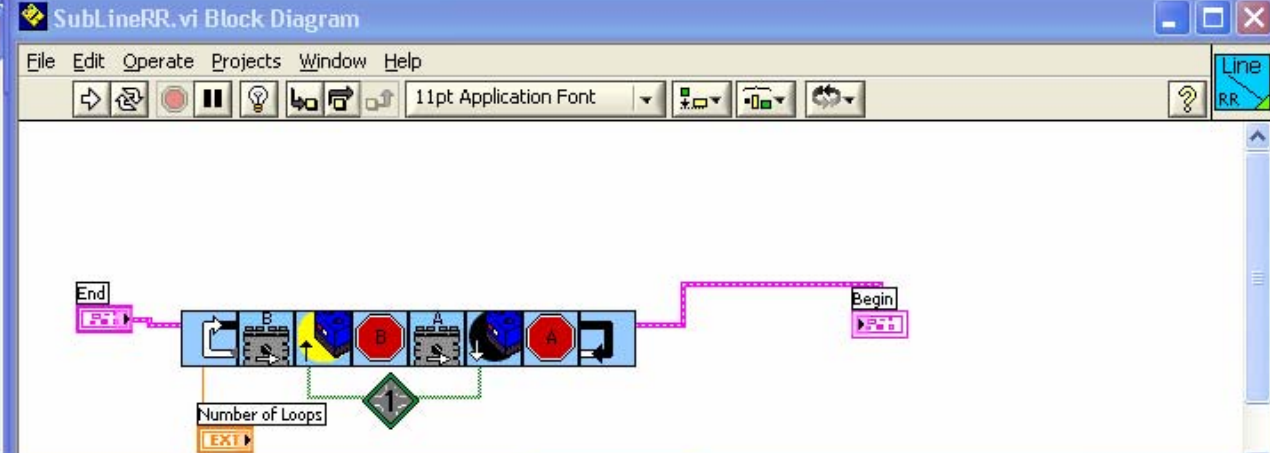 SubLineRR.vi Block Diagram
File Edit Operate Projects Window Help
Line
RR
11pt Application Font
?
End
Begin
B
B
A
A
1
Number of Loops
EXT